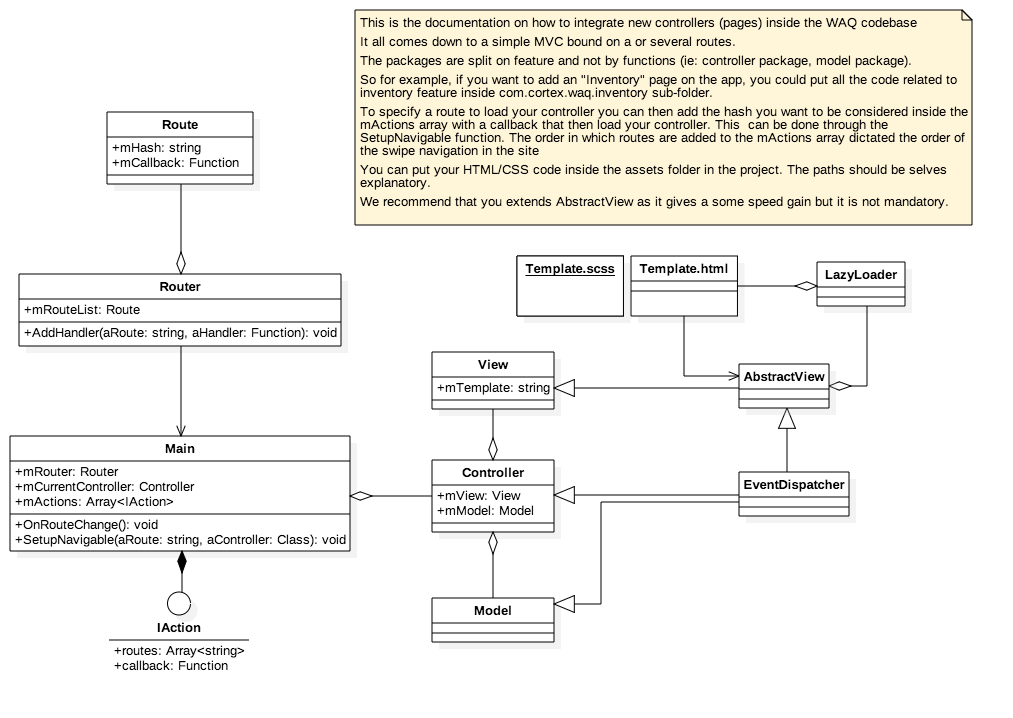 This is the documentation on how to integrate new controllers (pages) inside the WAQ codebase
It all comes down to a simple MVC bound on a or several routes.
The packages are split on feature and not by functions (ie: controller package, model package).
So for example, if you want to add an "Inventory" page on the app, you could put all the code related to
inventory feature inside com.cortex.waq.inventory sub-folder.
To specify a route to load your controller you can then add the hash you want to be considered inside the
mActions array with a callback that then load your controller. This  can be done through the
SetupNavigable function. The order in which routes are added to the mActions array dictated the order of
the swipe navigation in the site
You can put your HTML/CSS code inside the assets folder in the project. The paths should be selves
explanatory.
We recommend that you extends AbstractView as it gives a some speed gain but it is not mandatory.
Route
+mHash: string
+mCallback: Function
Router
+mRouteList: Route
+AddHandler(aRoute: string, aHandler: Function): void
Main
+mRouter: Router
+mCurrentController: Controller
+mActions: Array<IAction>
+OnRouteChange(): void
+SetupNavigable(aRoute: string, aController: Class): void
IAction
+routes: Array<string>
+callback: Function
Template.scss
Template.html
LazyLoader
View
+mTemplate: string
AbstractView
Controller
+mView: View
+mModel: Model
EventDispatcher
Model